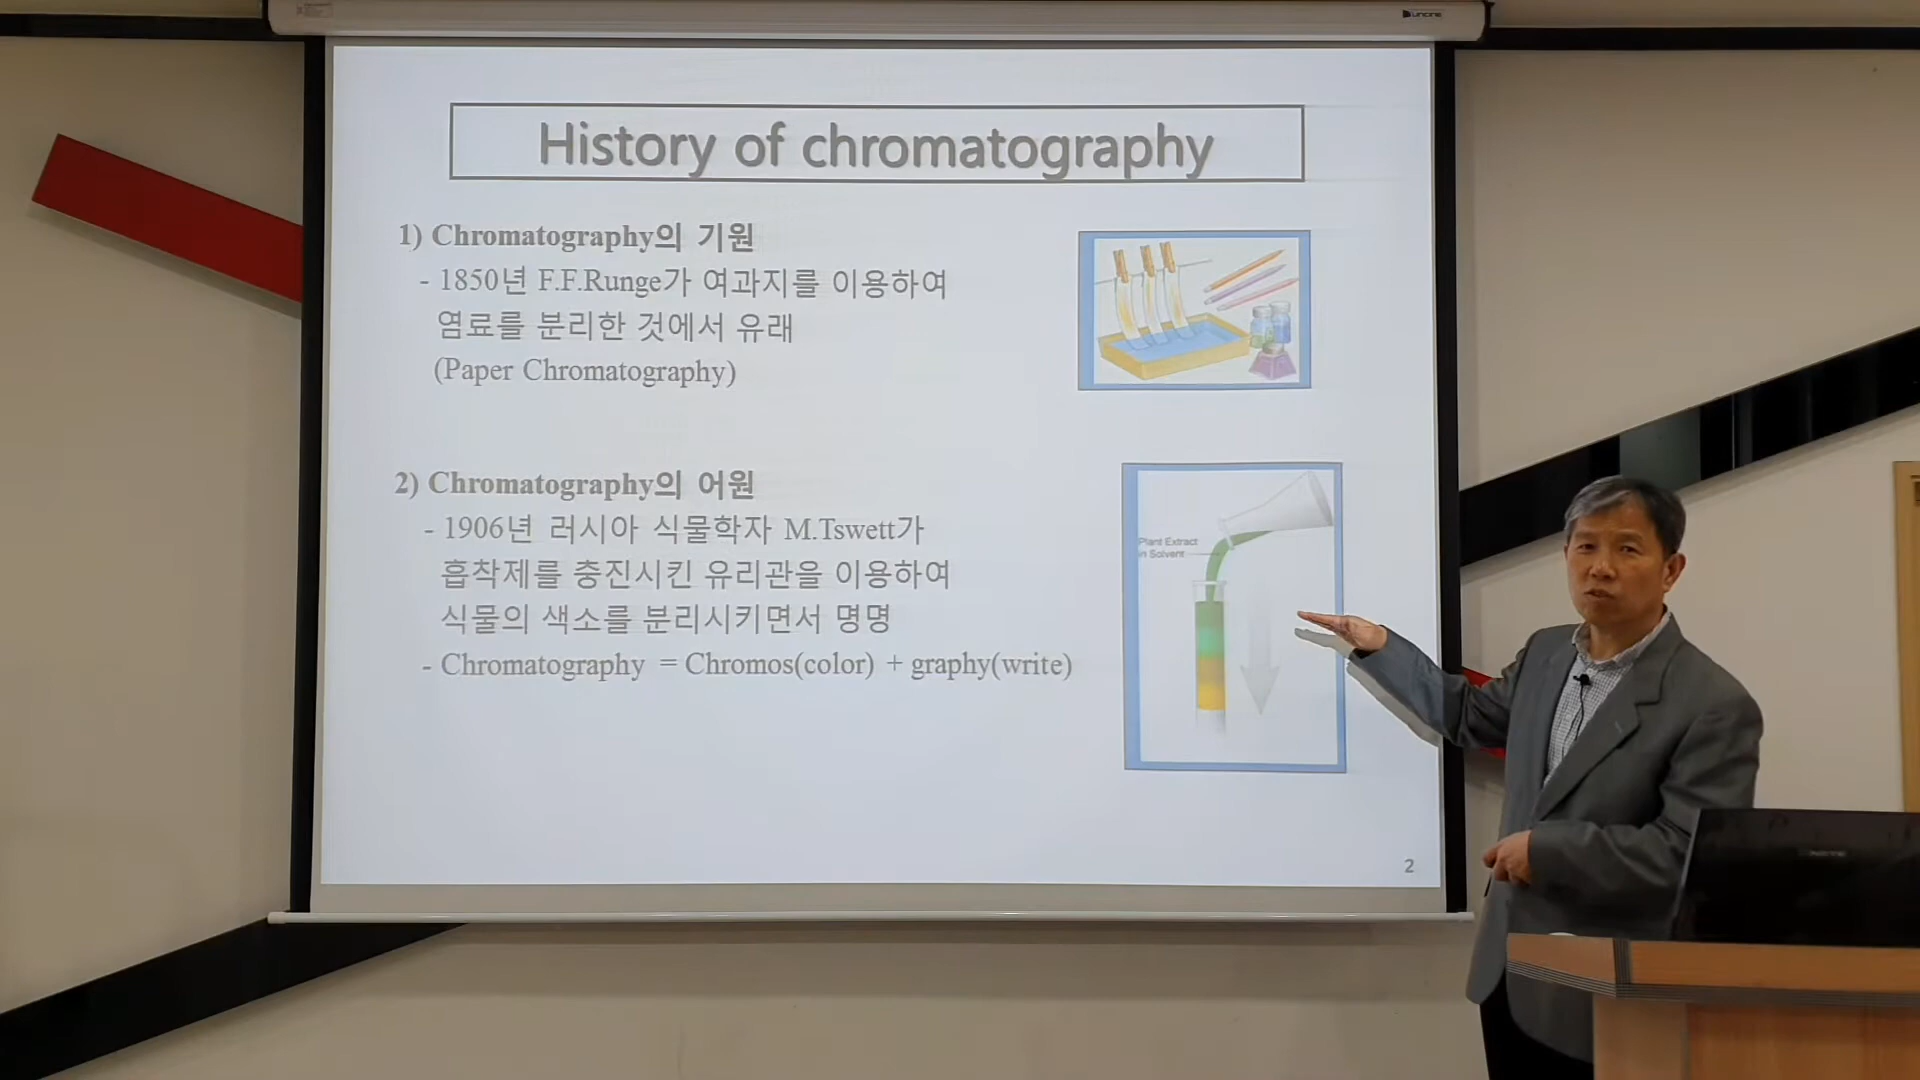 History of chromatography
1) Chromatography의 기원
- 1850년 F.F.Runge가 여과지를 이용하여
염료를 분리한 것에서 유래
(Paper Chromatography)
2) Chromatography의 어원
- 1906년 러시아 식물학자 M.Tswett가
흡착제를 충진시킨 유리관을 이용하여
식물의 색소를 분리시키면서 명명
- Chromatography = Chromos(color) + graphy(write)
Plant Extract
in Solvent
2